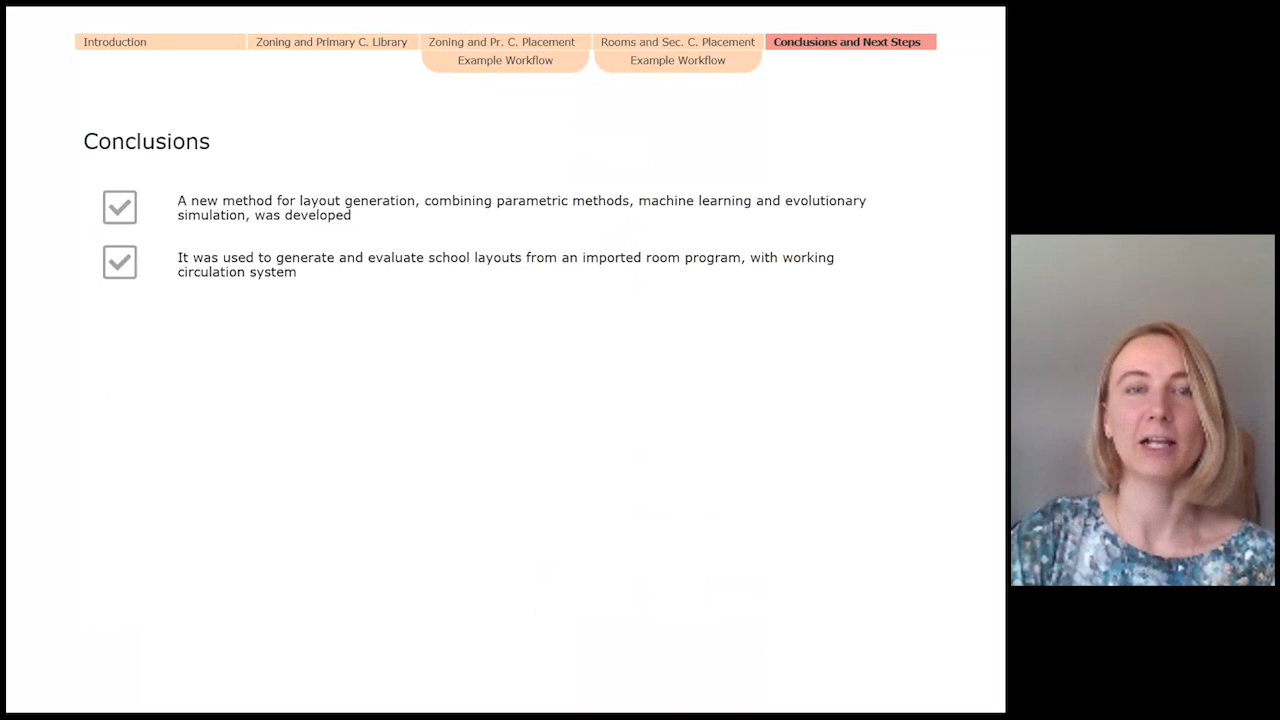 Introduction
Zoning and Primary C. Library
Zoning and Pr. C. Placement
Rooms and Sec. C. Placement
Conclusions and Next Steps
Example Workflow
Example Workflow
Conclusions
A new method for layout generation, combining parametric methods, machine learning and evolutionary
simulation, was developed
It was used to generate and evaluate school layouts from an imported room program, with working
circulation system